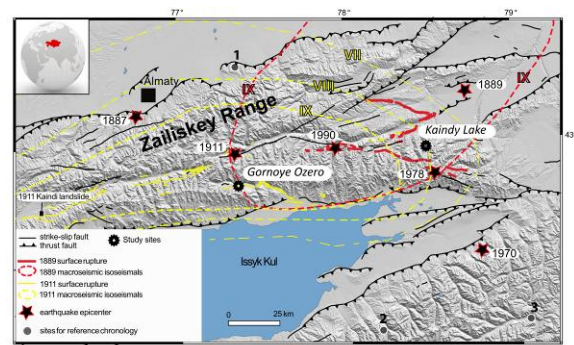 77°
78°
79°
1
VII
Almaty
IX
VIII
1889
IX
1887
Zailiskey Range
IX
1990
Kaindy Lake
43
1911
Gornoye Ozero
1978
1911 Kaindi landslide
strike-slip fault
thrust fault
Study sites
1889 surface rupture
1889 macroseismic isoseismals
1911 surface rupture
1911 macroseismic isoseismals
earthquake epicenter
sites for reference chronology
Issyk Kul
1970
0
25 km
2
3